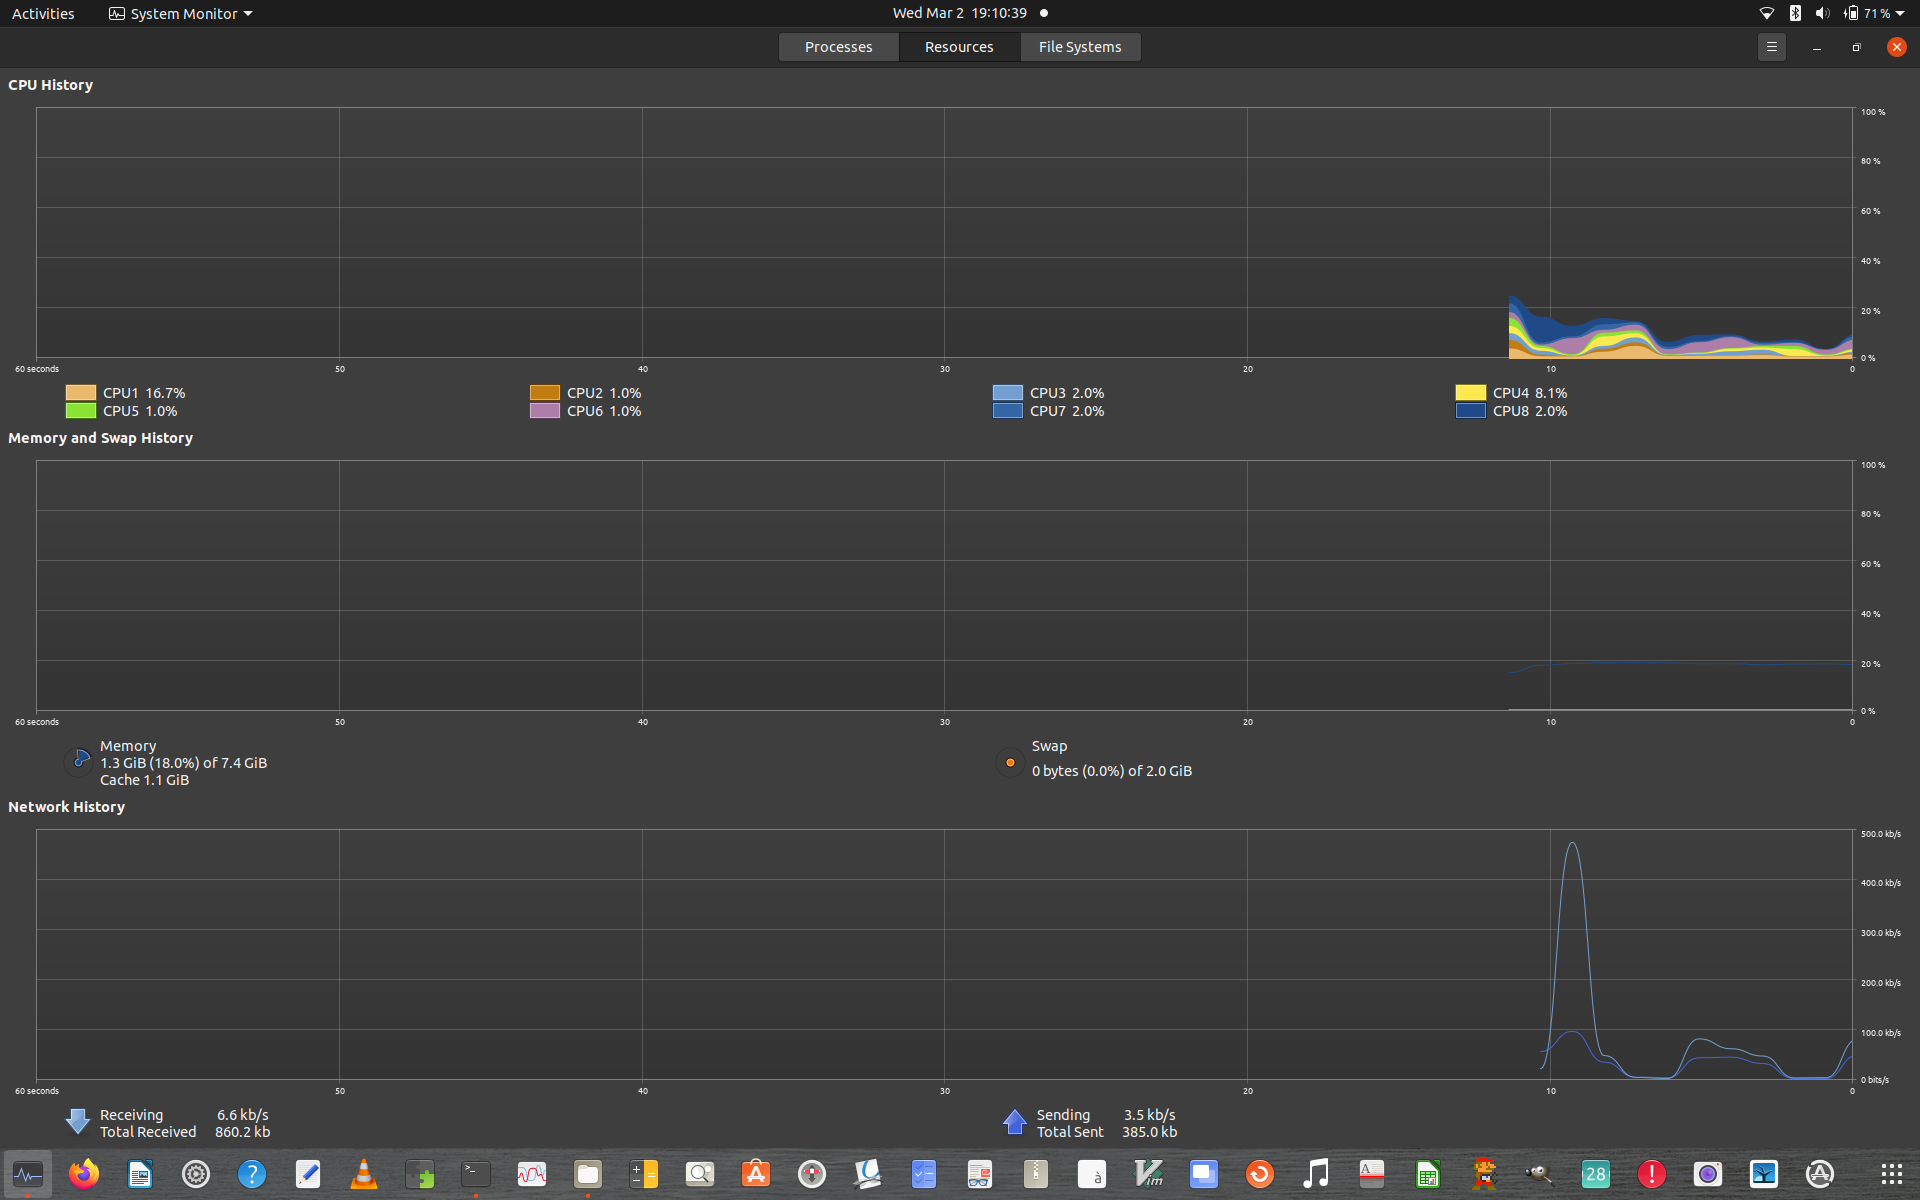 Activities System Monitor Wed Mar 2 19:10:39 71 %
Processes Resources File Systems
CPU History
100 %
80 %
60 %
40 %
20 %
0 %
60 seconds 50 40 30 20 10 0
CPU1 16.7% CPU2 1.0% CPU3 2.0% CPU4 8.1%
CPU5 1.0% CPU6 1.0% CPU7 2.0% CPU8 2.0%
Memory and Swap History
100 %
80 %
60 %
40 %
20 %
0 %
60 seconds 50 40 30 20 10 0
Memory
1.3 GiB (18.0%) of 7.4 GiB
Cache 1.1 GiB
Swap
0 bytes (0.0%) of 2.0 GiB
Network History
500.0 kb/s
400.0 kb/s
300.0 kb/s
200.0 kb/s
100.0 kb/s
0 bits/s
60 seconds 50 40 30 20 10 0
Receiving 6.6 kb/s
Total Received 860.2 kb
Sending 3.5 kb/s
Total Sent 385.0 kb
? >_ à Vim A 28 !